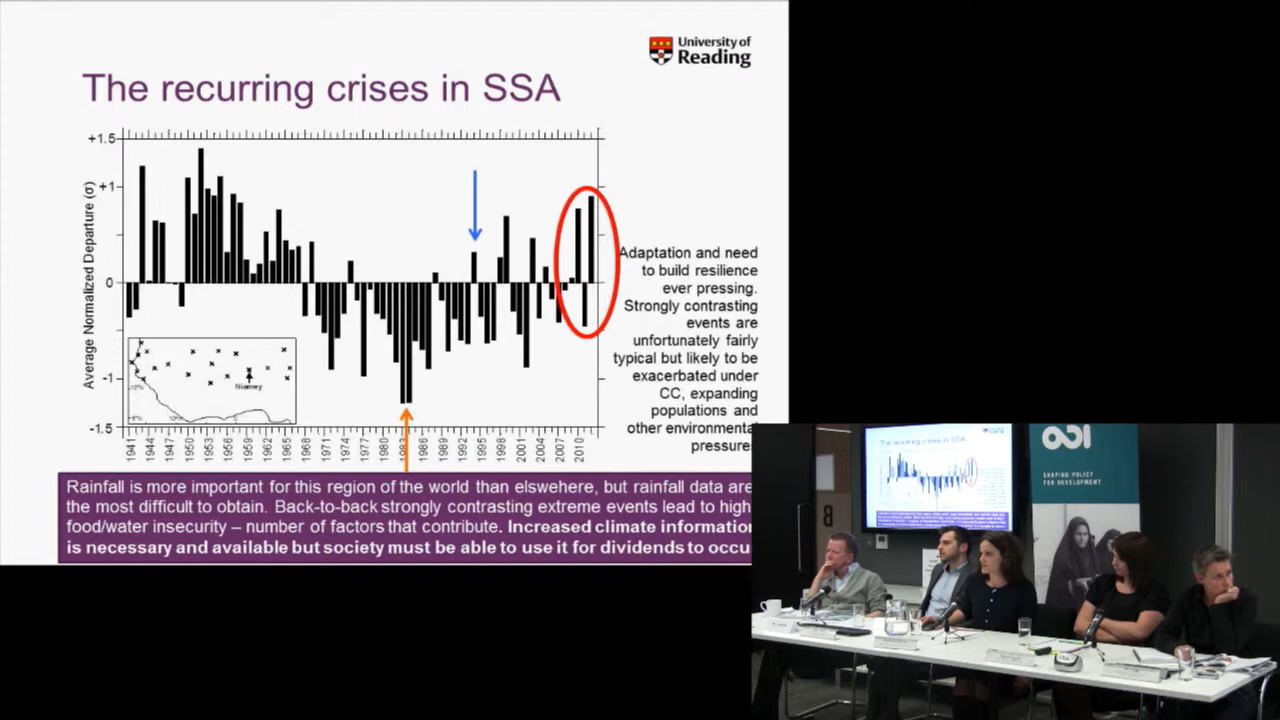 University of
Reading
The recurring crises in SSA
Average Normalized Departure (σ)
+1.5
+1
0
-1
-1.5
Niamey
1941 1944 1947 1950 1953 1956 1959 1962 1965 1968 1971 1974 1977 1980 1983 1986 1989 1992 1995 1998 2001 2004 2007 2010
Adaptation and need
to build resilience
ever pressing.
Strongly contrasting
events are
unfortunately fairly
typical but likely to be
exacerbated under
CC, expanding
populations and
other environmental
pressures
Rainfall is more important for this region of the world than elswehere, but rainfall data are
the most difficult to obtain. Back-to-back strongly contrasting extreme events lead to high
food/water insecurity – number of factors that contribute. Increased climate information
is necessary and available but society must be able to use it for dividends to occu
The recurring crises in SSA
odi
SHAPING POLICY
FOR DEVELOPMENT